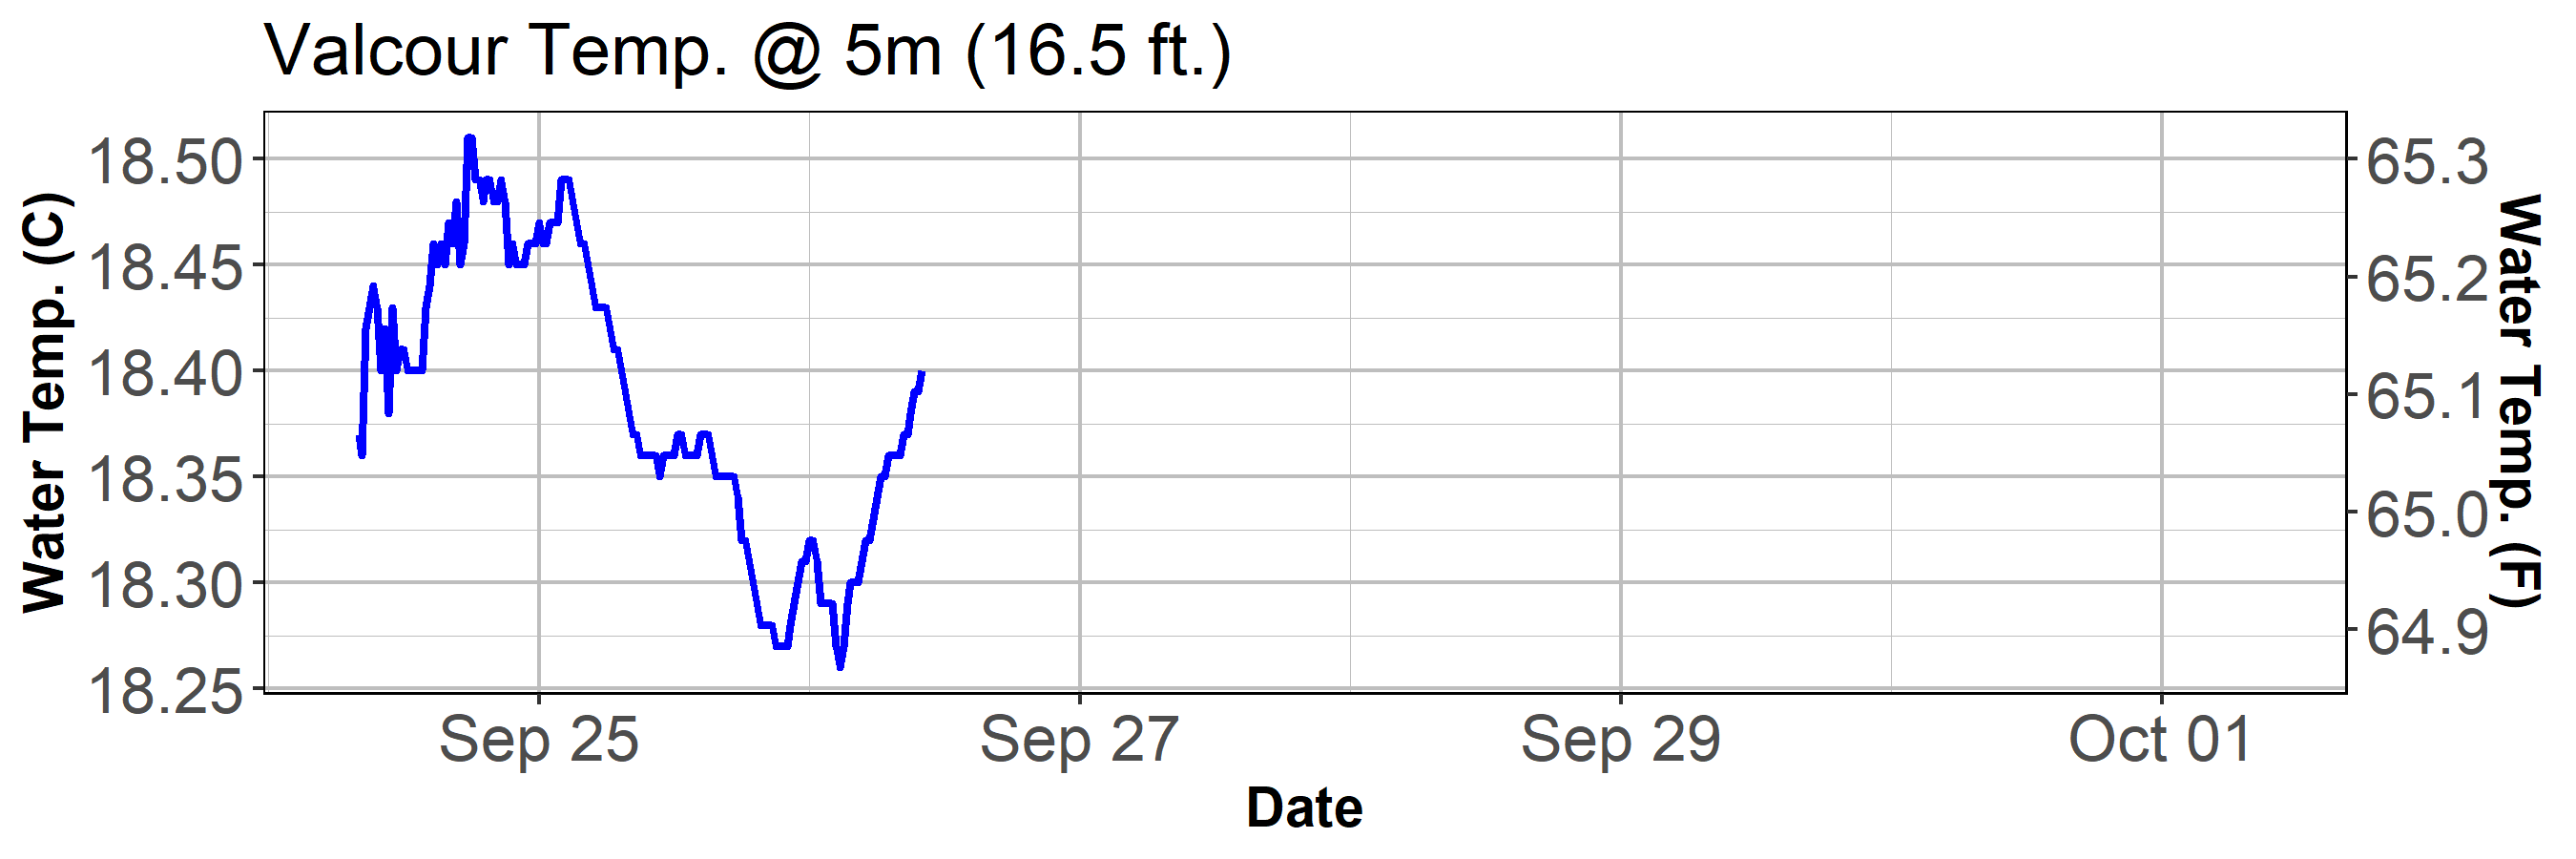 Valcour Temp. @ 5m (16.5 ft.)
Water Temp. (C)
18.50
18.45
18.40
18.35
18.30
18.25
65.3
65.2
65.1
65.0
64.9
Water Temp. (F)
Sep 25 Sep 27 Sep 29 Oct 01
Date